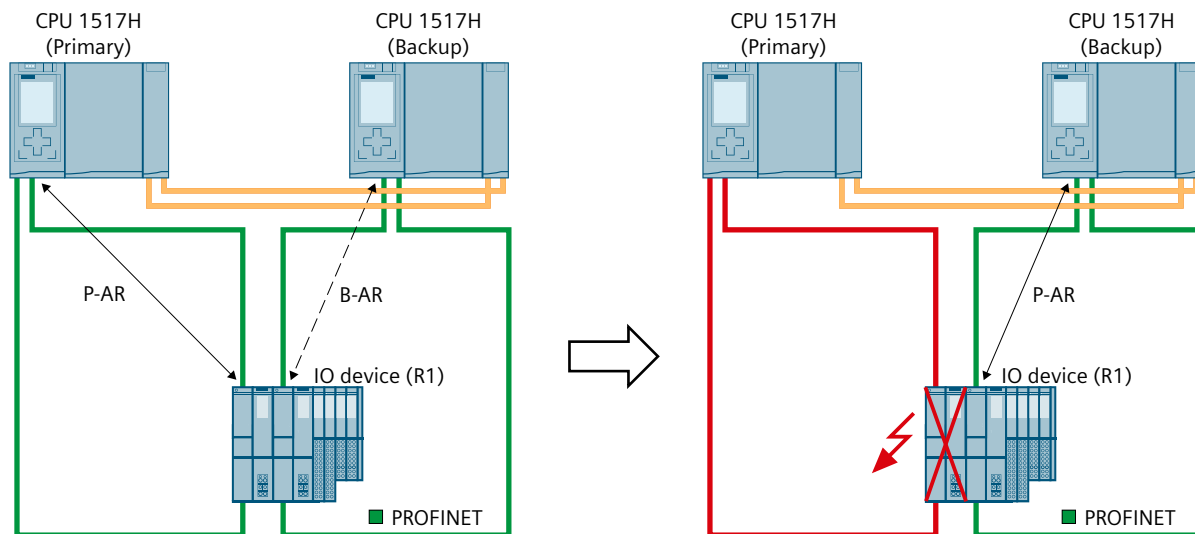 CPU 1517H
(Primary)
CPU 1517H
(Backup)
P-AR
B-AR
IO device (R1)
PROFINET
CPU 1517H
(Primary)
CPU 1517H
(Backup)
P-AR
IO device (R1)
PROFINET